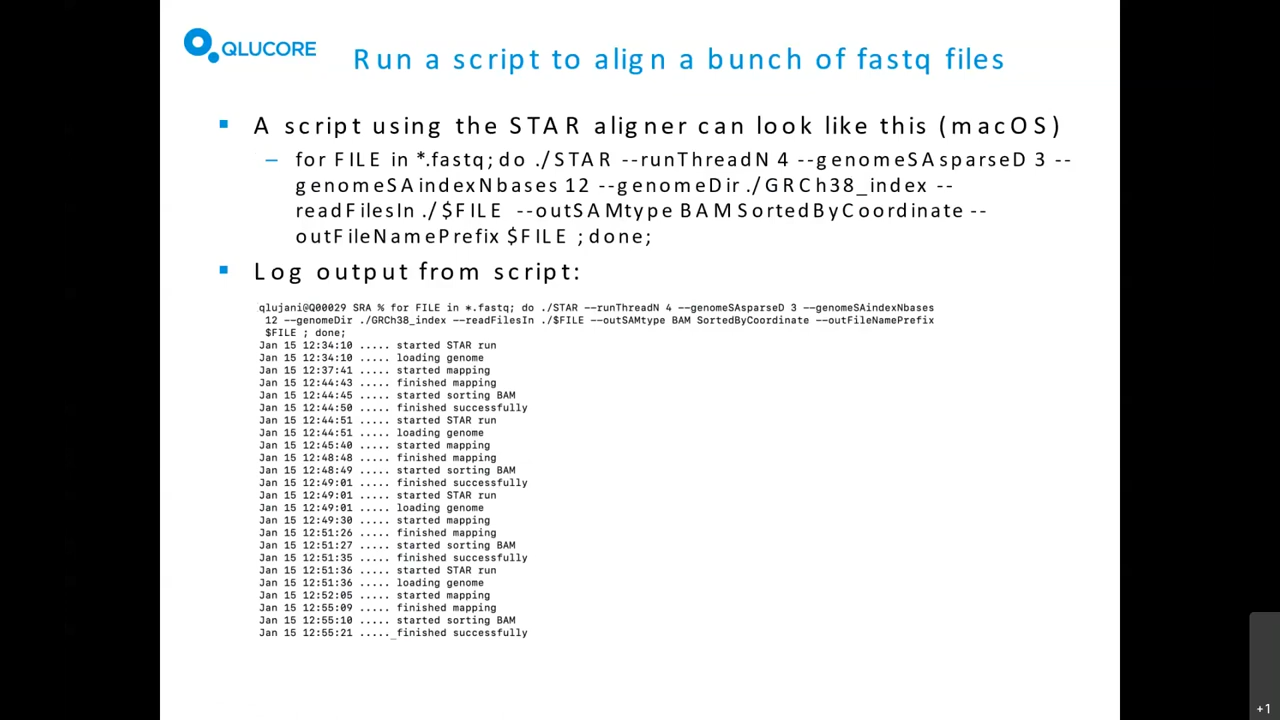 QLUCORE
Run a script to align a bunch of fastq files
A script using the STAR aligner can look like this (macOS)
– for FILE in *.fastq; do ./STAR --runThreadN 4 --genomeSAsparseD 3 --
genomeSAindexNbases 12 --genomeDir ./GRCh38_index --
readFilesIn ./$FILE --outSAMtype BAM SortedByCoordinate --
outFileNamePrefix $FILE ; done;
Log output from script:
qlujani@Q00029 SRA % for FILE in *.fastq; do ./STAR --runThreadN 4 --genomeSAsparseD 3 --genomeSAindexNbases
12 --genomeDir ./GRCh38_index --readFilesIn ./$FILE --outSAMtype BAM SortedByCoordinate --outFileNamePrefix
$FILE ; done;
Jan 15 12:34:10 ..... started STAR run
Jan 15 12:34:10 ..... loading genome
Jan 15 12:37:41 ..... started mapping
Jan 15 12:44:43 ..... finished mapping
Jan 15 12:44:45 ..... started sorting BAM
Jan 15 12:44:50 ..... finished successfully
Jan 15 12:44:51 ..... started STAR run
Jan 15 12:44:51 ..... loading genome
Jan 15 12:45:40 ..... started mapping
Jan 15 12:48:48 ..... finished mapping
Jan 15 12:48:49 ..... started sorting BAM
Jan 15 12:49:01 ..... finished successfully
Jan 15 12:49:01 ..... started STAR run
Jan 15 12:49:01 ..... loading genome
Jan 15 12:49:30 ..... started mapping
Jan 15 12:51:26 ..... finished mapping
Jan 15 12:51:27 ..... started sorting BAM
Jan 15 12:51:35 ..... finished successfully
Jan 15 12:51:36 ..... started STAR run
Jan 15 12:51:36 ..... loading genome
Jan 15 12:52:05 ..... started mapping
Jan 15 12:55:09 ..... finished mapping
Jan 15 12:55:10 ..... started sorting BAM
Jan 15 12:55:21 ..... finished successfully
+1